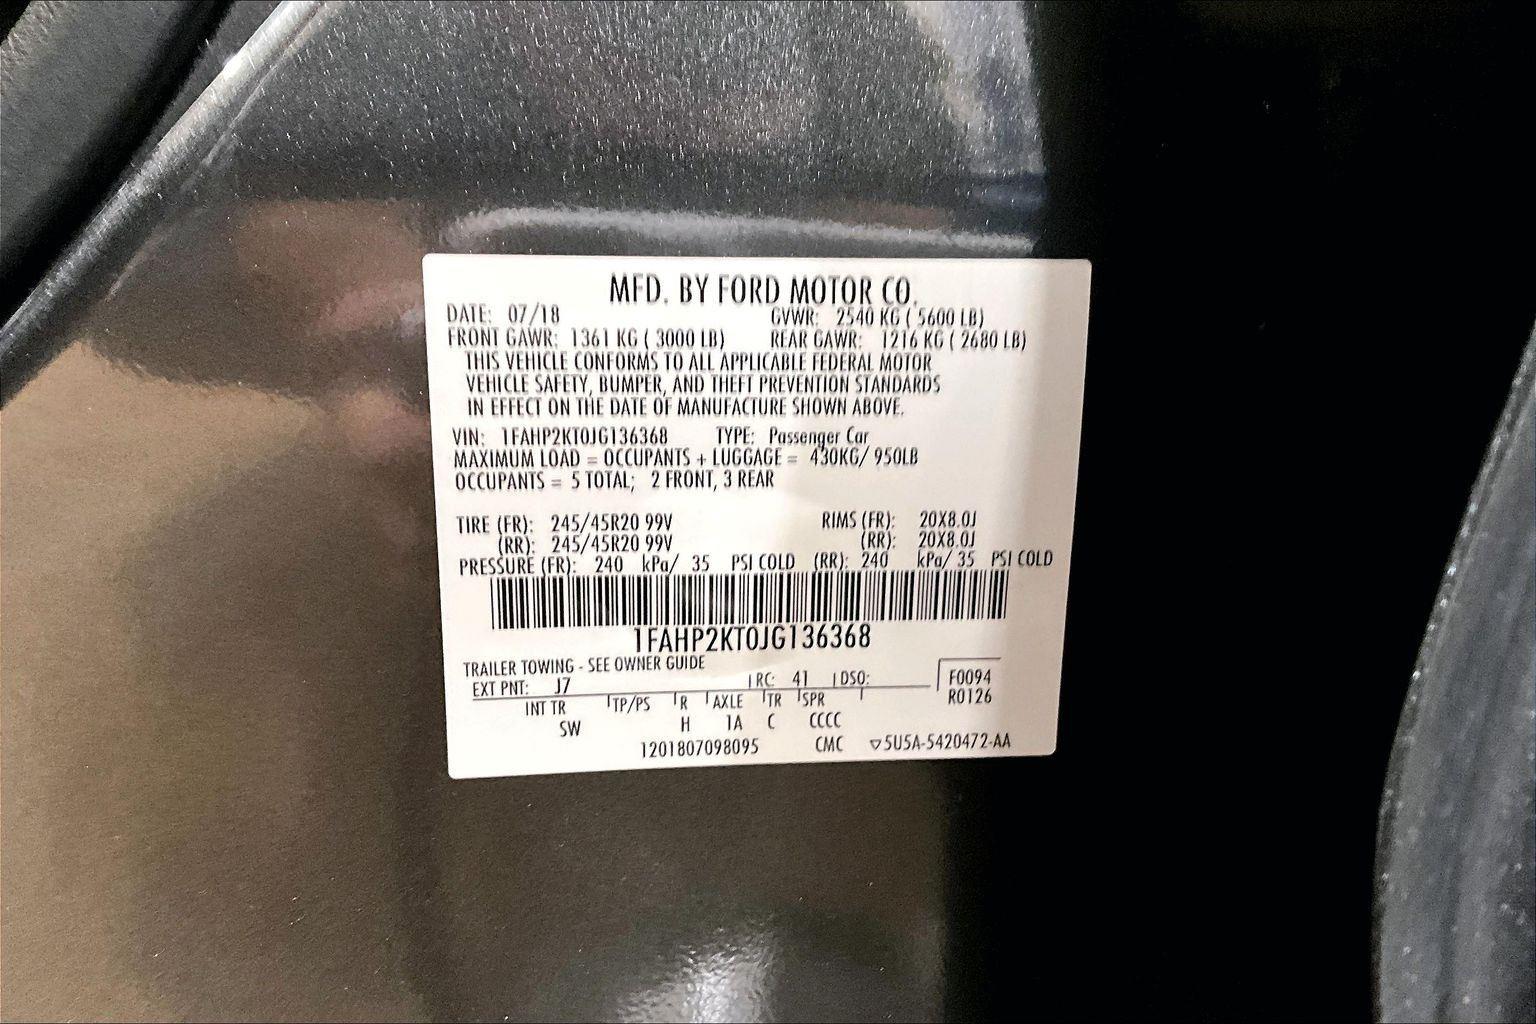 MFD. BY FORD MOTOR CO.
DATE: 07/18 GVWR: 2540 KG ( 5600 LB)
FRONT GAWR: 1361 KG ( 3000 LB) REAR GAWR: 1216 KG ( 2680 LB)
THIS VEHICLE CONFORMS TO ALL APPLICABLE FEDERAL MOTOR
VEHICLE SAFETY, BUMPER, AND THEFT PREVENTION STANDARDS
IN EFFECT ON THE DATE OF MANUFACTURE SHOWN ABOVE.
VIN: 1FAHP2KT0JG136368 TYPE: Passenger Car
MAXIMUM LOAD = OCCUPANTS + LUGGAGE = 430KG/ 950LB
OCCUPANTS = 5 TOTAL; 2 FRONT, 3 REAR
TIRE (FR): 245/45R20 99V RIMS (FR): 20X8.0J
(RR): 245/45R20 99V (RR): 20X8.0J
PRESSURE (FR): 240 kPa/ 35 PSI COLD (RR): 240 kPa/ 35 PSI COLD
1FAHP2KT0JG136368
TRAILER TOWING - SEE OWNER GUIDE
EXT PNT: J7 RC: 41 DSO: F0094
R0126
INT TR TP/PS R AXLE TR SPR
SW H 1A C CCCC
1201807098095 CMC ▽5U5A-5420472-AA